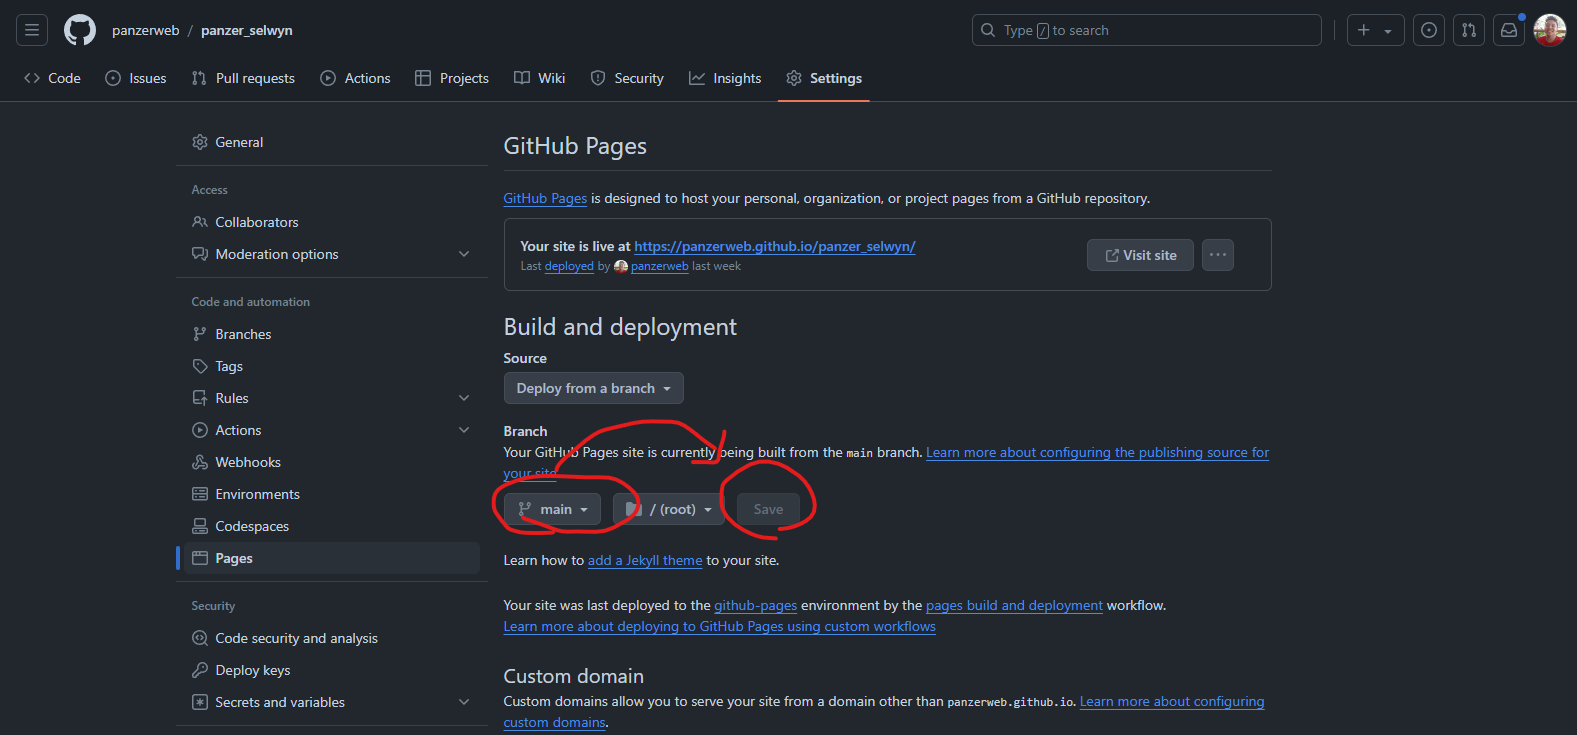 panzerweb / panzer_selwyn
Type / to search
Code
Issues
Pull requests
Actions
Projects
Wiki
Security
Insights
Settings
General
Access
Collaborators
Moderation options
Code and automation
Branches
Tags
Rules
Actions
Webhooks
Environments
Codespaces
Pages
Security
Code security and analysis
Deploy keys
Secrets and variables
GitHub Pages
GitHub Pages is designed to host your personal, organization, or project pages from a GitHub repository.
Your site is live at https://panzerweb.github.io/panzer_selwyn/
Last deployed by panzerweb last week
Visit site
Build and deployment
Source
Deploy from a branch
Branch
Your GitHub Pages site is currently being built from the main branch. Learn more about configuring the publishing source for
your site.
main
/ (root)
Save
Learn how to add a Jekyll theme to your site.
Your site was last deployed to the github-pages environment by the pages build and deployment workflow.
Learn more about deploying to GitHub Pages using custom workflows
Custom domain
Custom domains allow you to serve your site from a domain other than panzerweb.github.io. Learn more about configuring
custom domains.